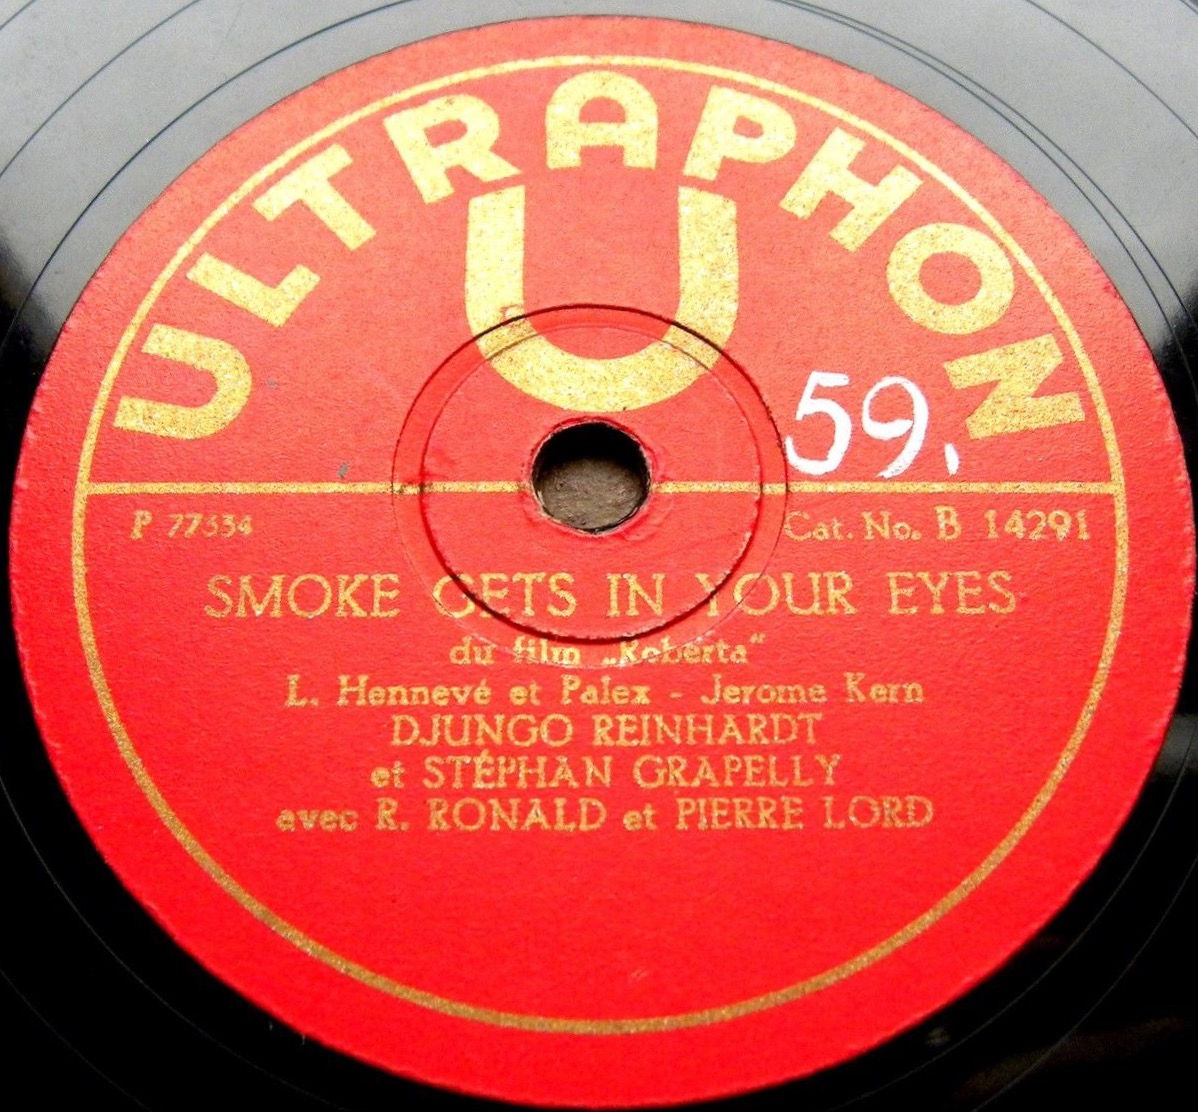 ULTRAPHON
U
59.
P 77534
Cat. No. B 14291
SMOKE GETS IN YOUR EYES
du film „Roberta“
L. Hennevé et Palex - Jerome Kern
DJUNGO REINHARDT
et STÉPHAN GRAPELLY
avec R. RONALD et PIERRE LORD